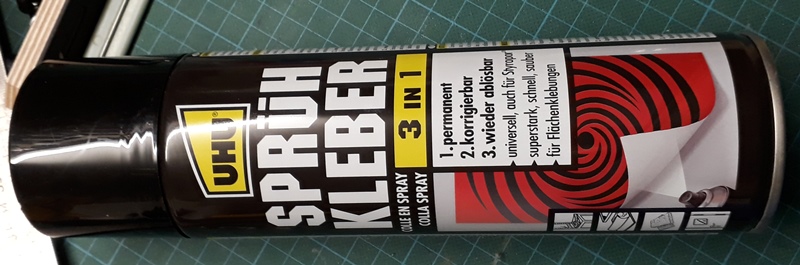 UHU
SPRÜH
KLEBER
3 IN 1
COLLE EN SPRAY
COLLA SPRAY
1. permanent
2. korrigierbar
3. wieder ablösbar
universell, auch für Styropor
superstark, schnell, sauber
für Flächenklebungen